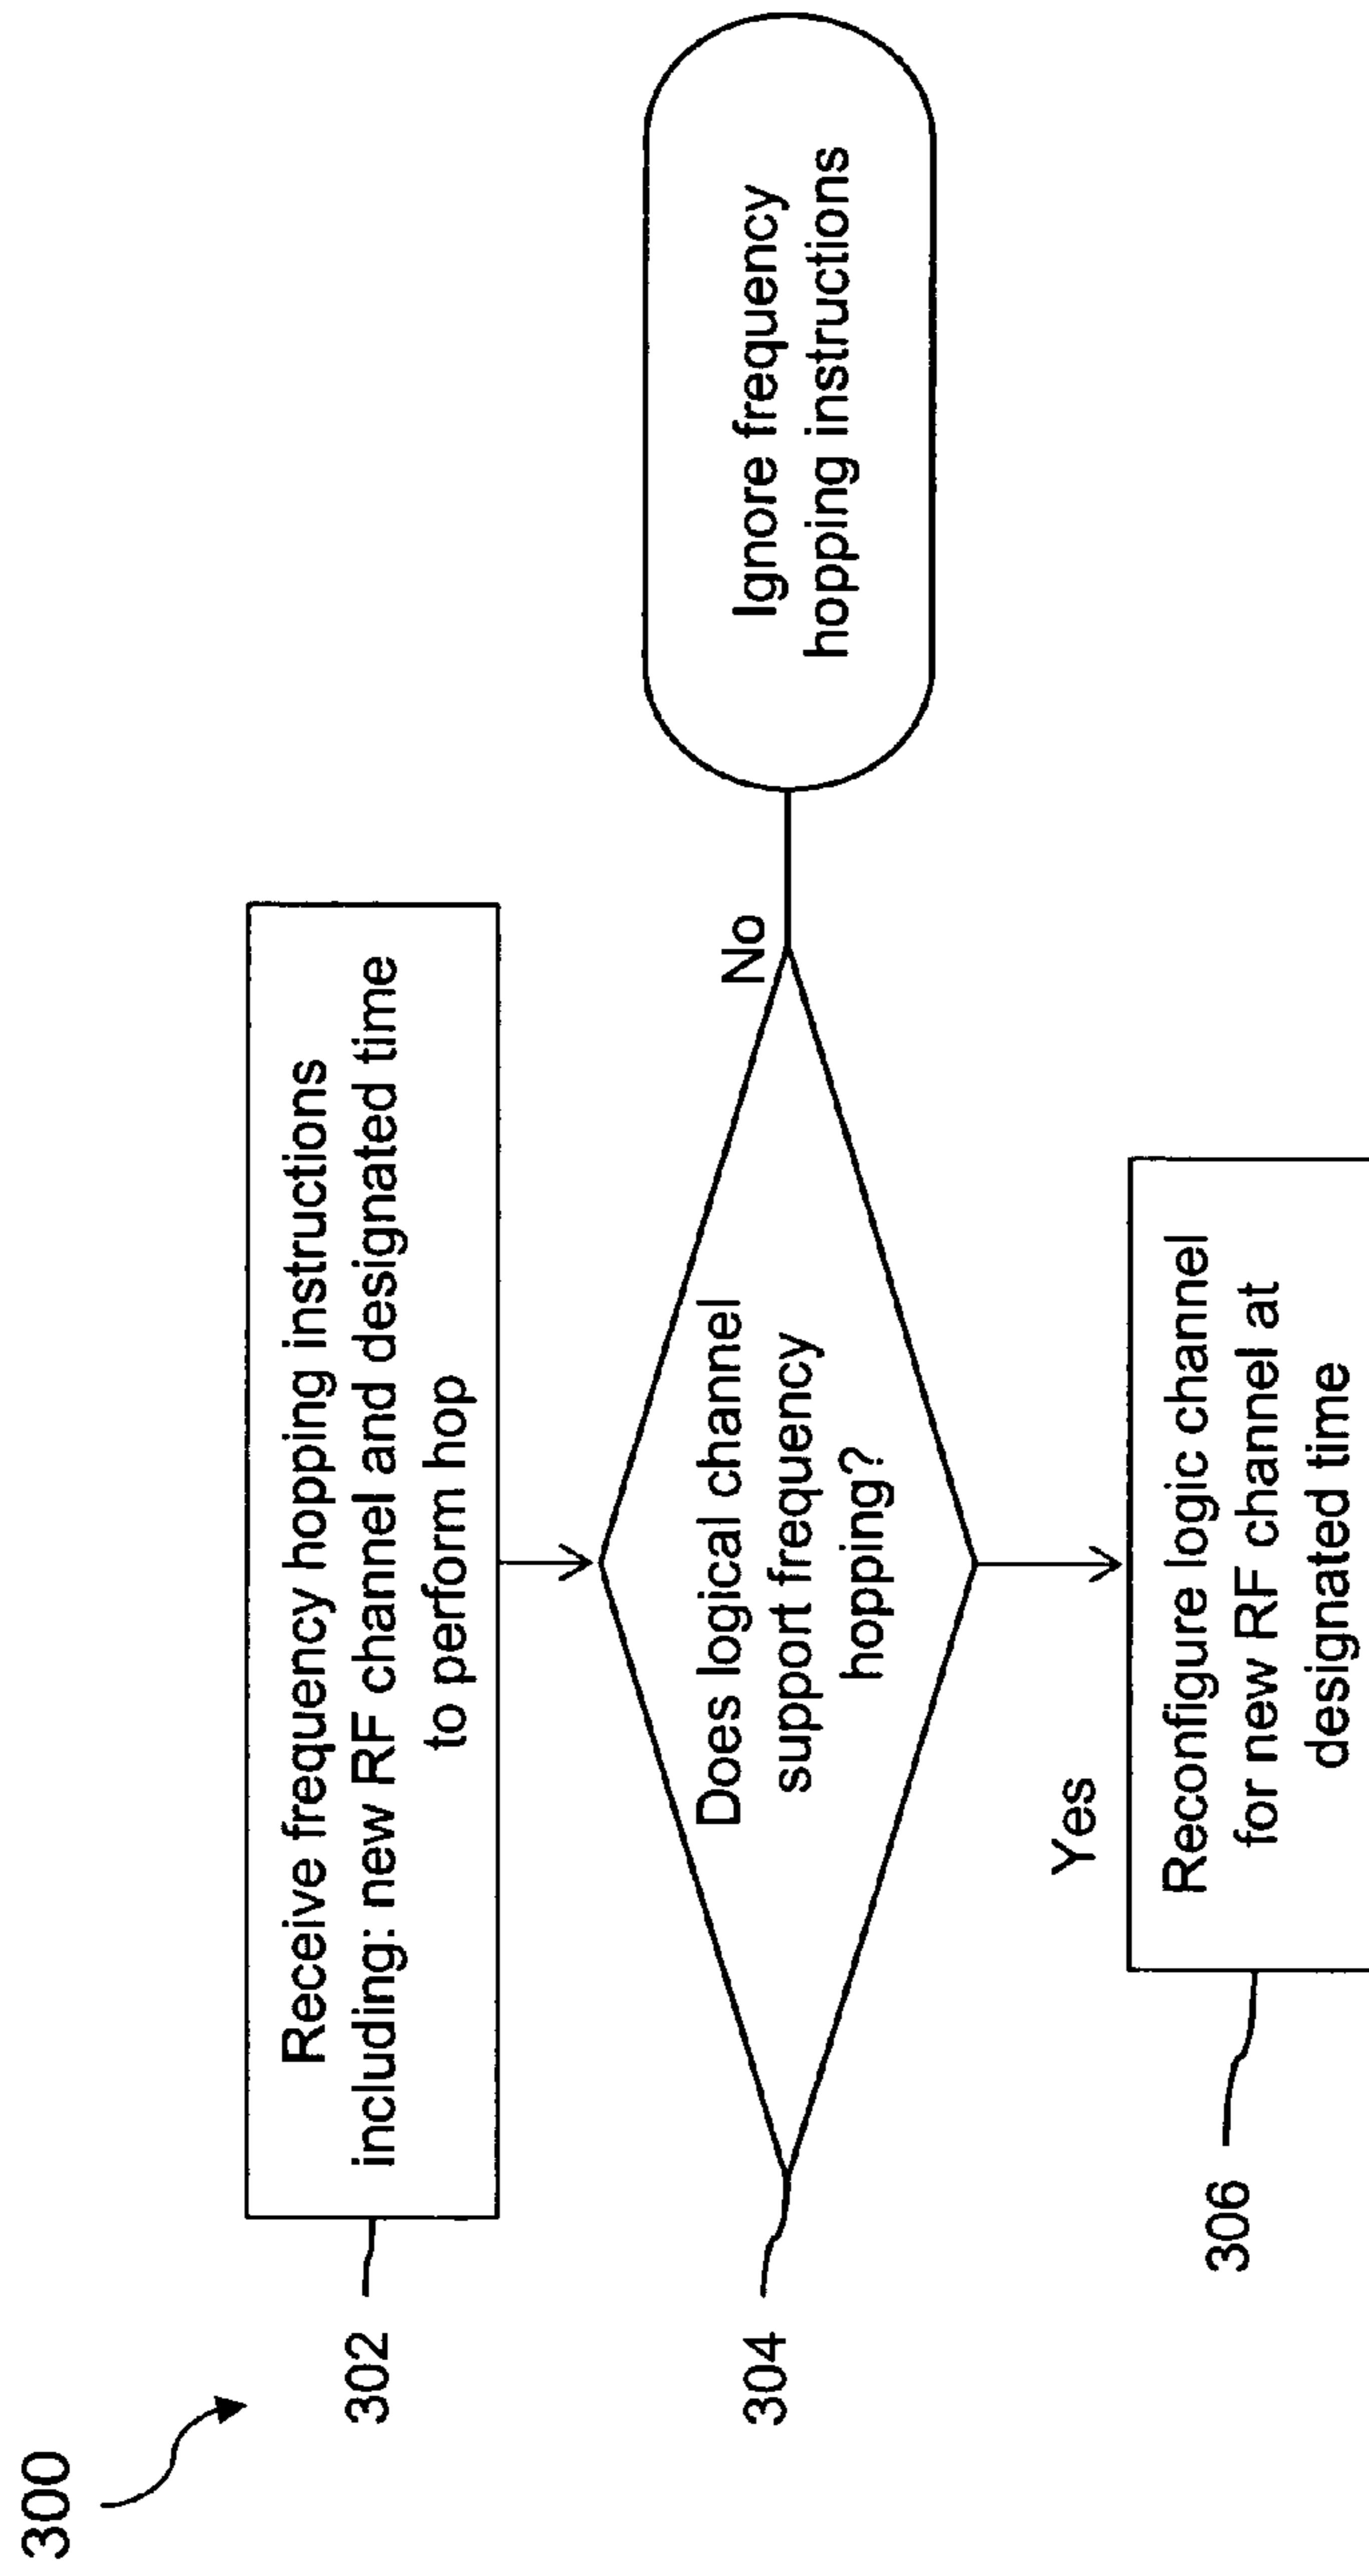 300
302
Receive frequency hopping instructions
including: new RF channel and designated time
to perform hop
304
Does logical channel
support frequency
hopping?
No
Ignore frequency
hopping instructions
Yes
306
Reconfigure logic channel
for new RF channel at
designated time